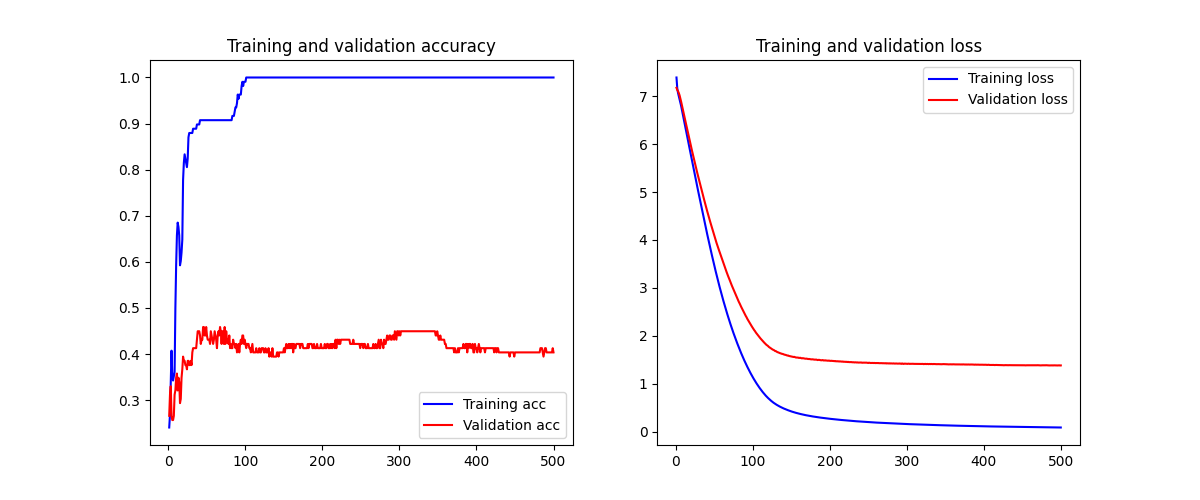 Training and validation accuracy
1.0
0.9
0.8
0.7
0.6
0.5
0.4
0.3
0 100 200 300 400 500
Training acc
Validation acc
Training and validation loss
7
6
5
4
3
2
1
0
0 100 200 300 400 500
Training loss
Validation loss